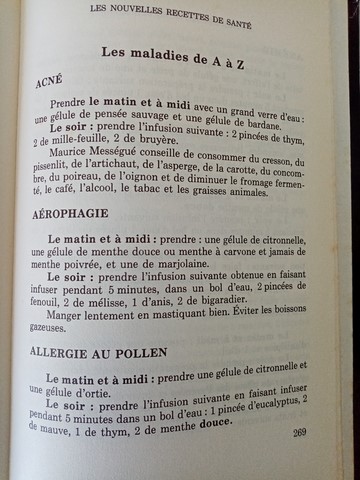 LES NOUVELLES RECETTES DE SANTÉ
Les maladies de A à Z
ACNÉ
Prendre le matin et à midi avec un grand verre d'eau :
une gélule de pensée sauvage et une gélule de bardane.
Le soir : prendre l'infusion suivante : 2 pincées de thym,
2 de mille-feuille, 2 de bruyère.
Maurice Mességué conseille de consommer du cresson, du
pissenlit, de l'artichaut, de l'asperge, de la carotte, du concom-
bre, du poireau, de l'oignon et de diminuer le fromage fermen-
té, le café, l'alcool, le tabac et les graisses animales.
AÉROPHAGIE
Le matin et à midi : prendre : une gélule de citronnelle,
une gélule de menthe douce ou menthe à carvone et jamais de
menthe poivrée, et une de marjolaine.
Le soir : prendre l'infusion suivante obtenue en faisant
infuser pendant 5 minutes, dans un bol d'eau, 2 pincées de
fenouil, 2 de mélisse, 1 d'anis, 2 de bigaradier.
Manger lentement en mastiquant bien. Éviter les boissons
gazeuses.
ALLERGIE AU POLLEN
Le matin et à midi : prendre une gélule de citronnelle et
une gélule d'ortie.
Le soir : prendre l'infusion suivante en faisant infuser
pendant 5 minutes dans un bol d'eau : 1 pincée d'eucalyptus, 2
de mauve, 1 de thym, 2 de menthe douce.
269